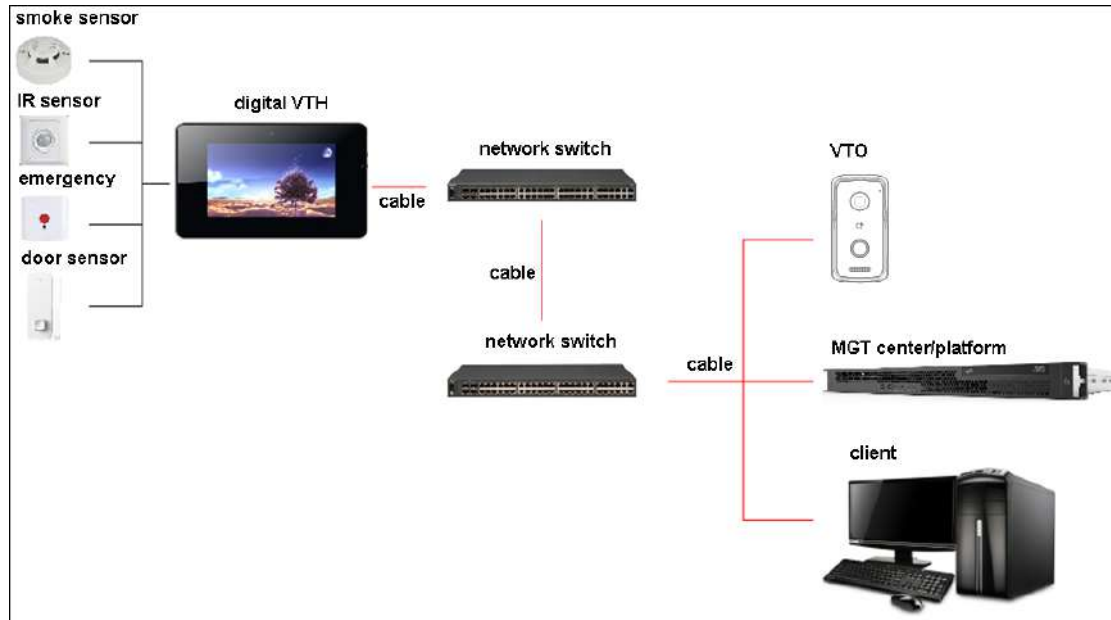 smoke sensor
IR sensor
emergency
door sensor
digital VTH
cable
network switch
cable
network switch
cable
VTO
MGT center/platform
client